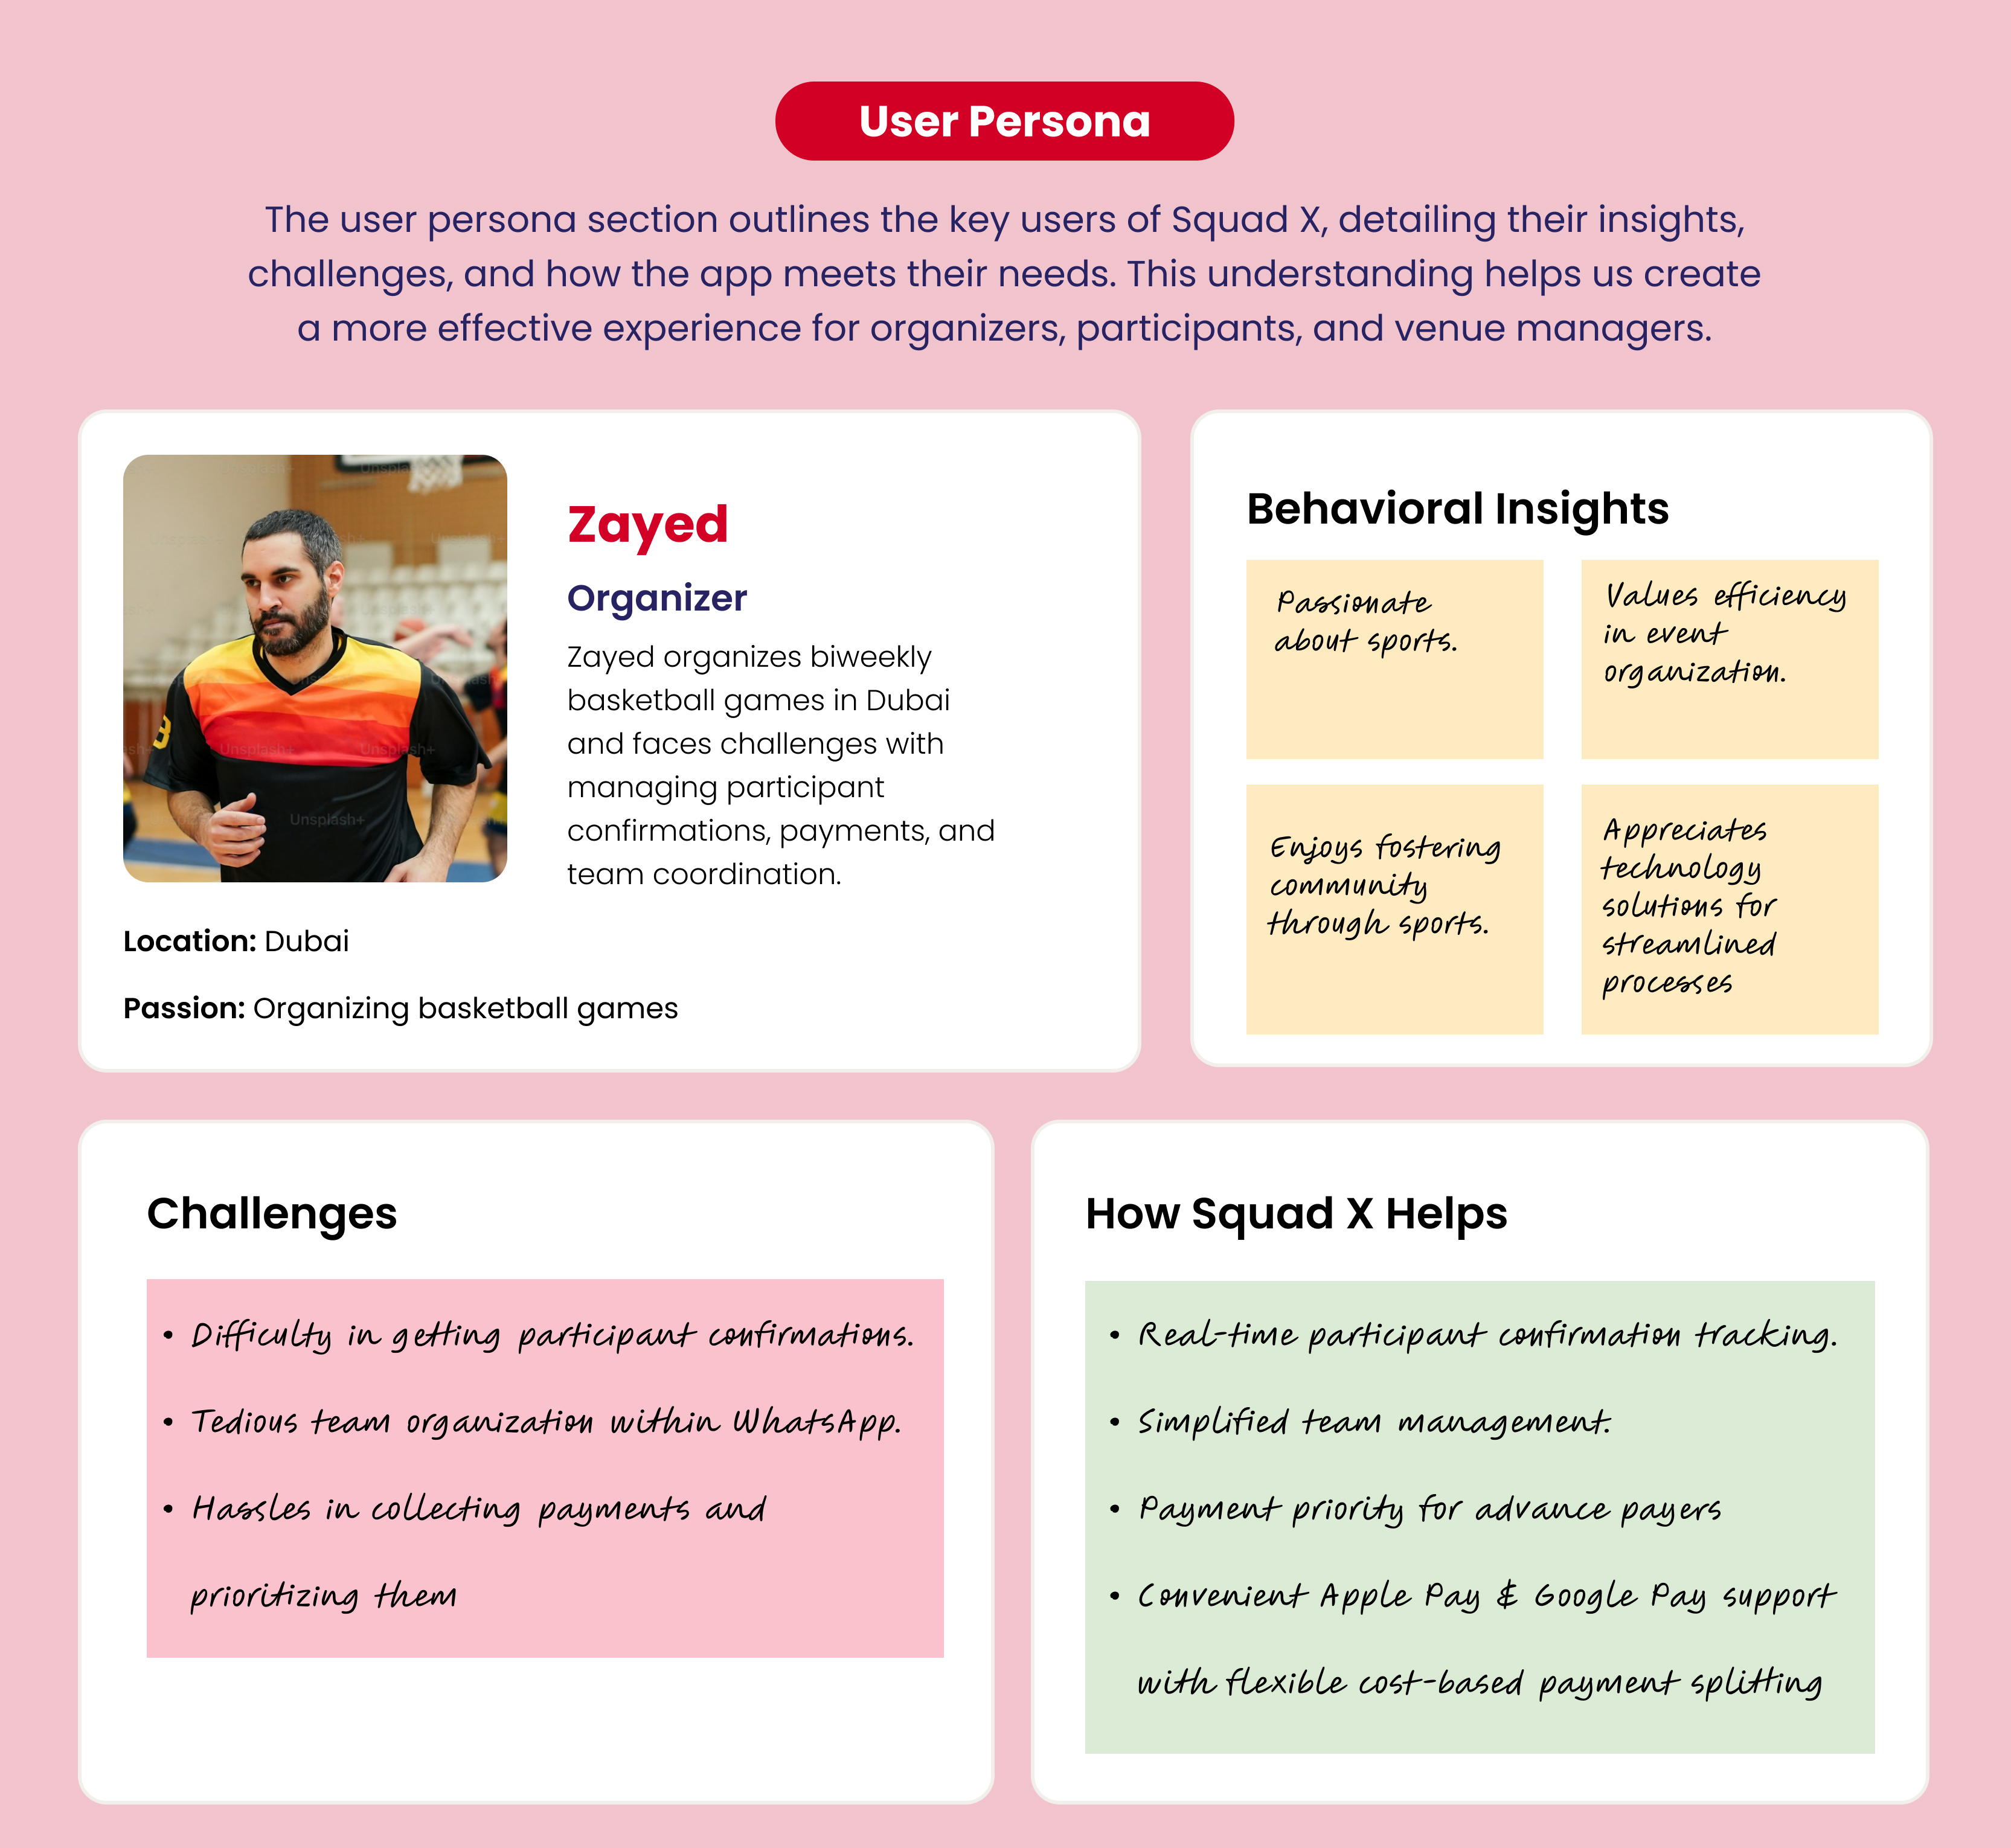 User Persona
The user persona section outlines the key users of Squad X, detailing their insights,
challenges, and how the app meets their needs. This understanding helps us create
a more effective experience for organizers, participants, and venue managers.
Zayed
Organizer
Zayed organizes biweekly
basketball games in Dubai
and faces challenges with
managing participant
confirmations, payments, and
team coordination.
Unsplash+
Unsplash+
Unsplash+
Location: Dubai
Passion: Organizing basketball games
Behavioral Insights
Passionate
about sports.
Values efficiency
in event
organization.
Enjoys fostering
community
through sports.
Appreciates
technology
solutions for
streamlined
processes
Challenges
• Difficulty in getting participant confirmations.
• Tedious team organization within WhatsApp.
• Hassles in collecting payments and
prioritizing them
How Squad X Helps
• Real-time participant confirmation tracking.
• Simplified team management.
• Payment priority for advance payers
• Convenient Apple Pay & Google Pay support
with flexible cost-based payment splitting